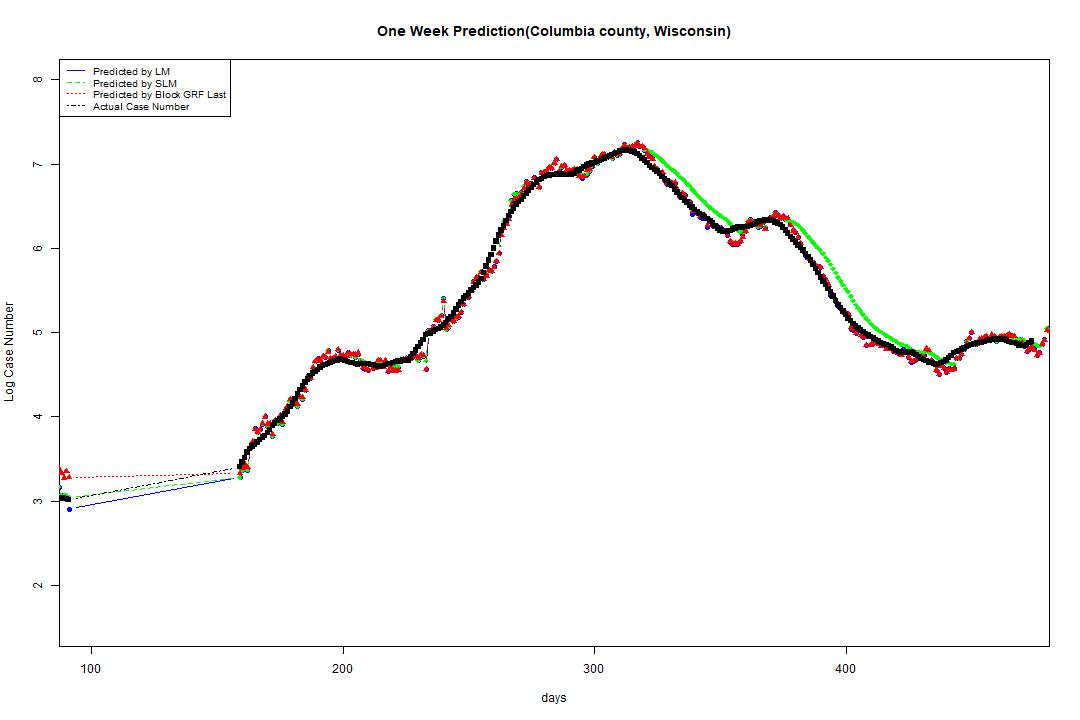 One Week Prediction(Columbia county, Wisconsin)
Predicted by LM
Predicted by SLM
Predicted by Block GRF Last
Actual Case Number
8
7
6
5
4
3
2
Log Case Number
100 200 300 400
days